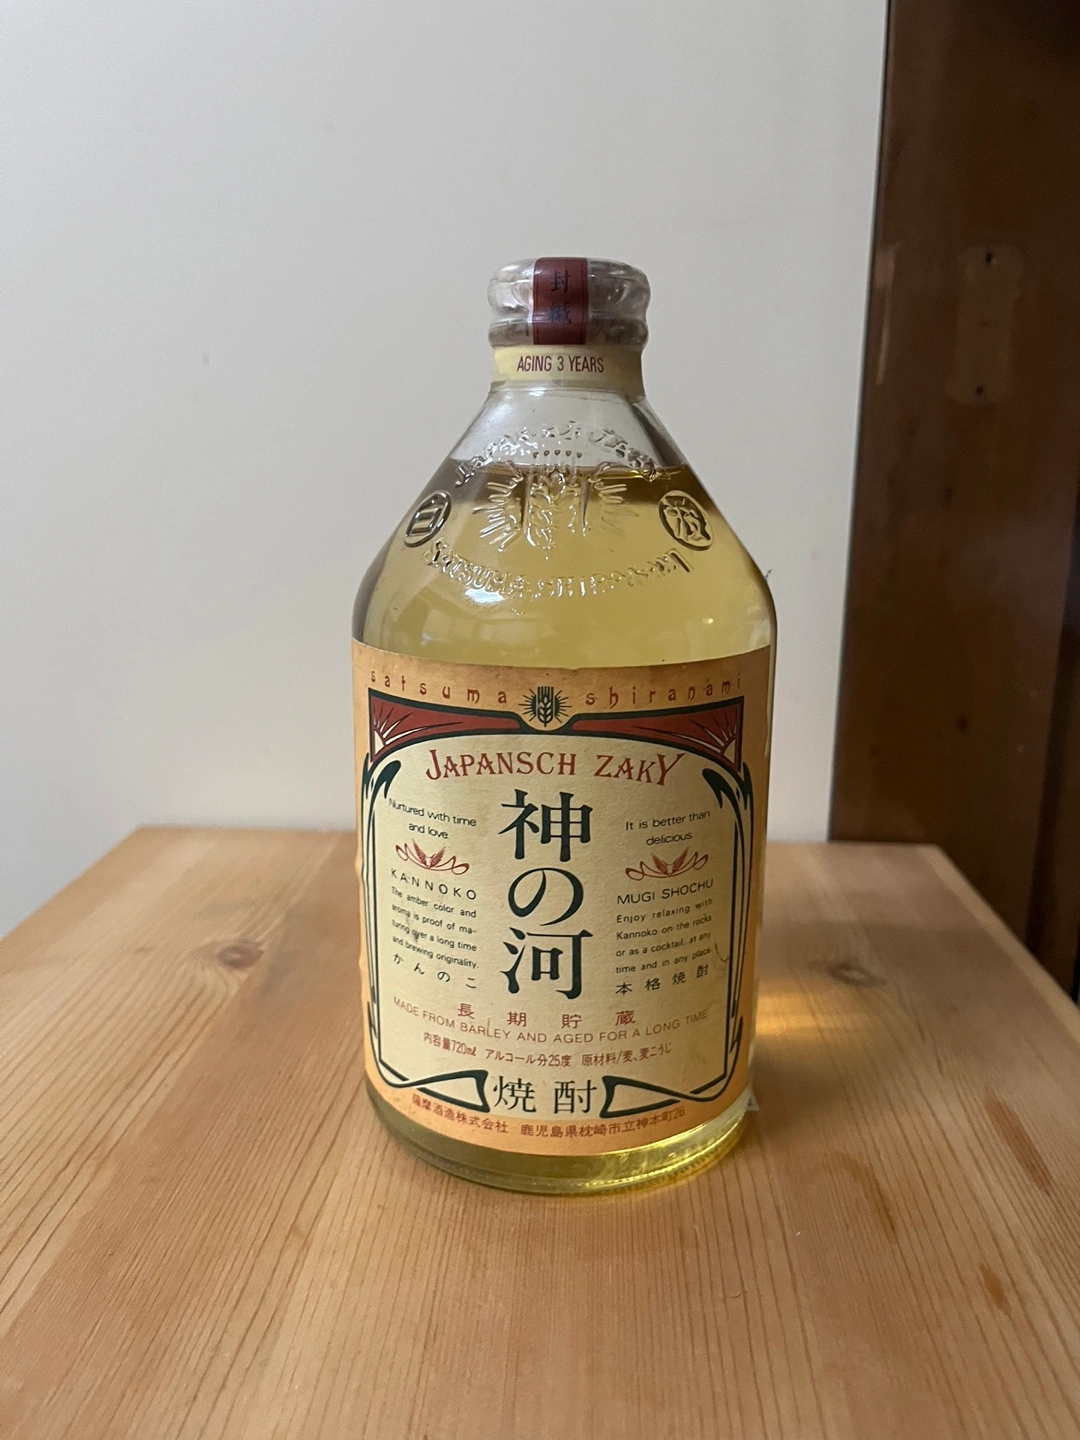 封緘
AGING 3 YEARS
JAPANSCH ZAKY
白
波
SATSUMA SHIRANAMI
satsuma shiranami
JAPANSCH ZAKY
神の河
Nurtured with time
and love.
KANNOKO
The amber color and
aroma is proof of ma-
turing over a long time
and brewing originality.
かんのこ
It is better than
delicious.
MUGI SHOCHU
Enjoy relaxing with
Kannoko on the rocks
or as a cocktail, at any
time and in any place
本格焼酎
長期貯蔵
MADE FROM BARLEY AND AGED FOR A LONG TIME
内容量720ml アルコール分25度 原材料/麦、麦こうじ
焼酎
薩摩酒造株式会社 鹿児島県枕崎市立神本町26